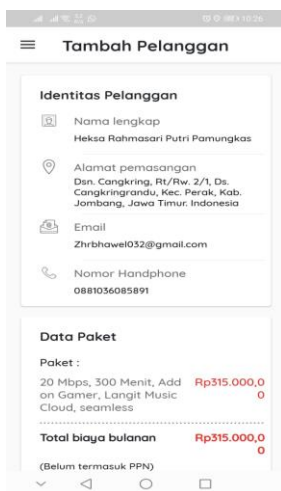 10:26
Tambah Pelanggan
Identitas Pelanggan
Nama lengkap
Heksa Rahmasari Putri Pamungkas
Alamat pemasangan
Dsn. Cangkring, Rt/Rw. 2/1, Ds.
Cangkringrandu, Kec. Perak, Kab.
Jombang, Jawa Timur. Indonesia
Email
Zhrbhawel032@gmail.com
Nomor Handphone
0881036085891
Data Paket
Paket :
20 Mbps, 300 Menit, Add Rp315.000,0
on Gamer, Langit Music 0
Cloud, seamless
Total biaya bulanan Rp315.000,0
0
(Belum termasuk PPN)